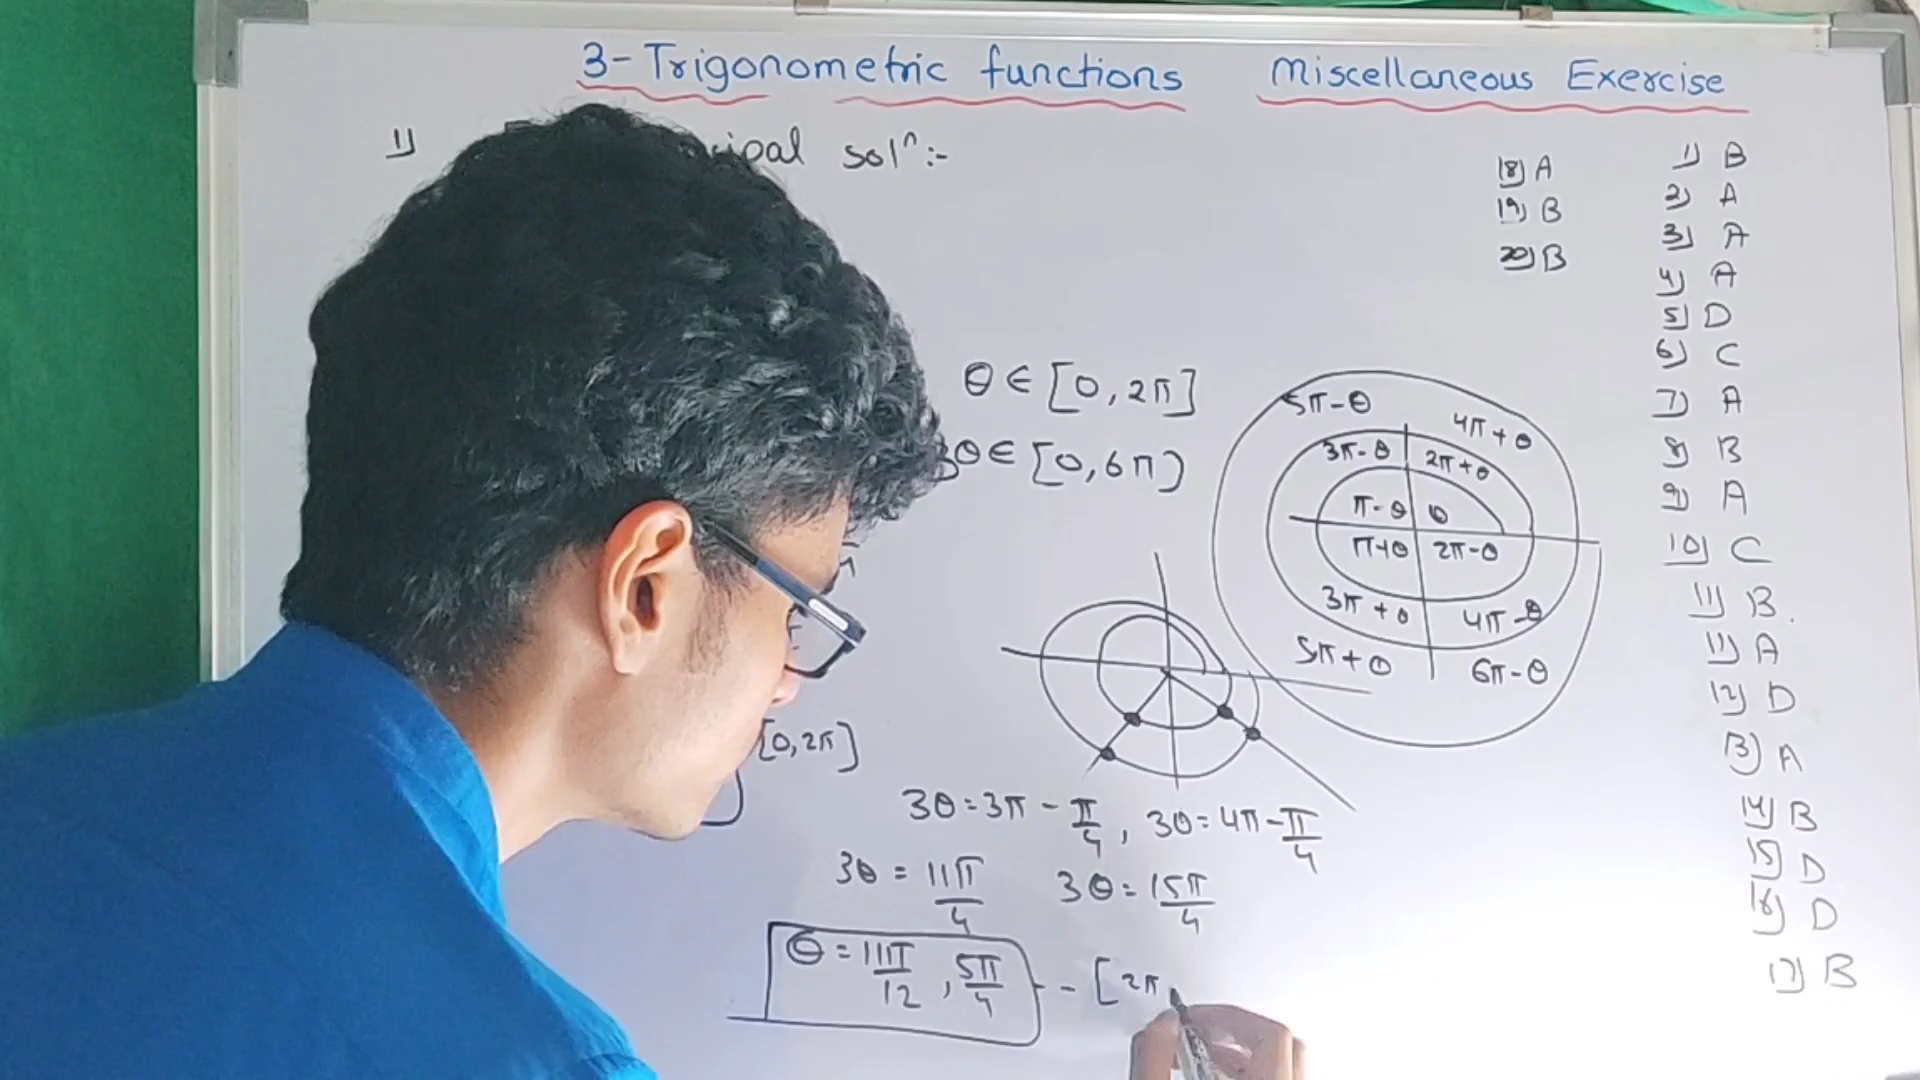 3-Trigonometric functions Miscellaneous Exercise
1) solⁿ:-
θ ∈ [0, 2π]
3θ ∈ [0, 6π)
[0, 2π]
5π-θ 4π+θ
3π-θ 2π+θ
π-θ θ
π+θ 2π-θ
3π+θ 4π-θ
5π+θ 6π-θ
3θ = 3π - π/4, 3θ = 4π - π/4
3θ = 11π/4 3θ = 15π/4
θ = 11π/12, 5π/4 - - [2π,
18) A
19) B
20) B
1) B
2) A
3) A
4) A
5) D
6) C
7) A
8) B
9) A
10) C
11) B.
11) A
12) D
13) A
14) B
15) D
16) D
17) B